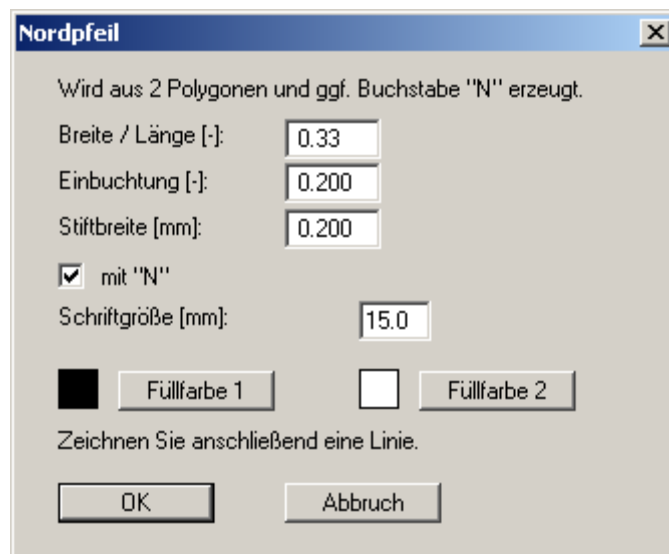 Nordpfeil
Wird aus 2 Polygonen und ggf. Buchstabe "N" erzeugt.
Breite / Länge [-]: 0.33
Einbuchtung [-]: 0.200
Stiftbreite [mm]: 0.200
mit "N"
Schriftgröße [mm]: 15.0
Füllfarbe 1 Füllfarbe 2
Zeichnen Sie anschließend eine Linie.
OK Abbruch